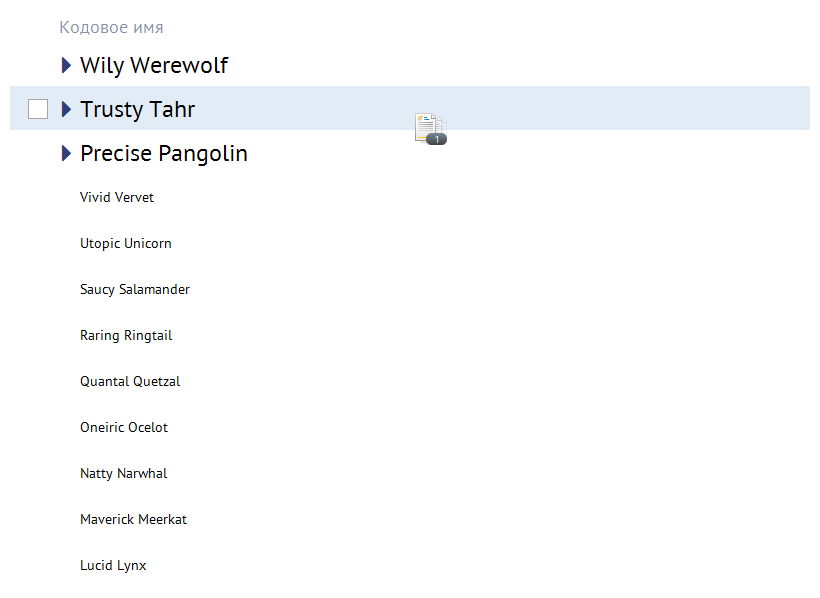 Кодовое имя
Wily Werewolf
Trusty Tahr
1
Precise Pangolin
Vivid Vervet
Utopic Unicorn
Saucy Salamander
Raring Ringtail
Quantal Quetzal
Oneiric Ocelot
Natty Narwhal
Maverick Meerkat
Lucid Lynx